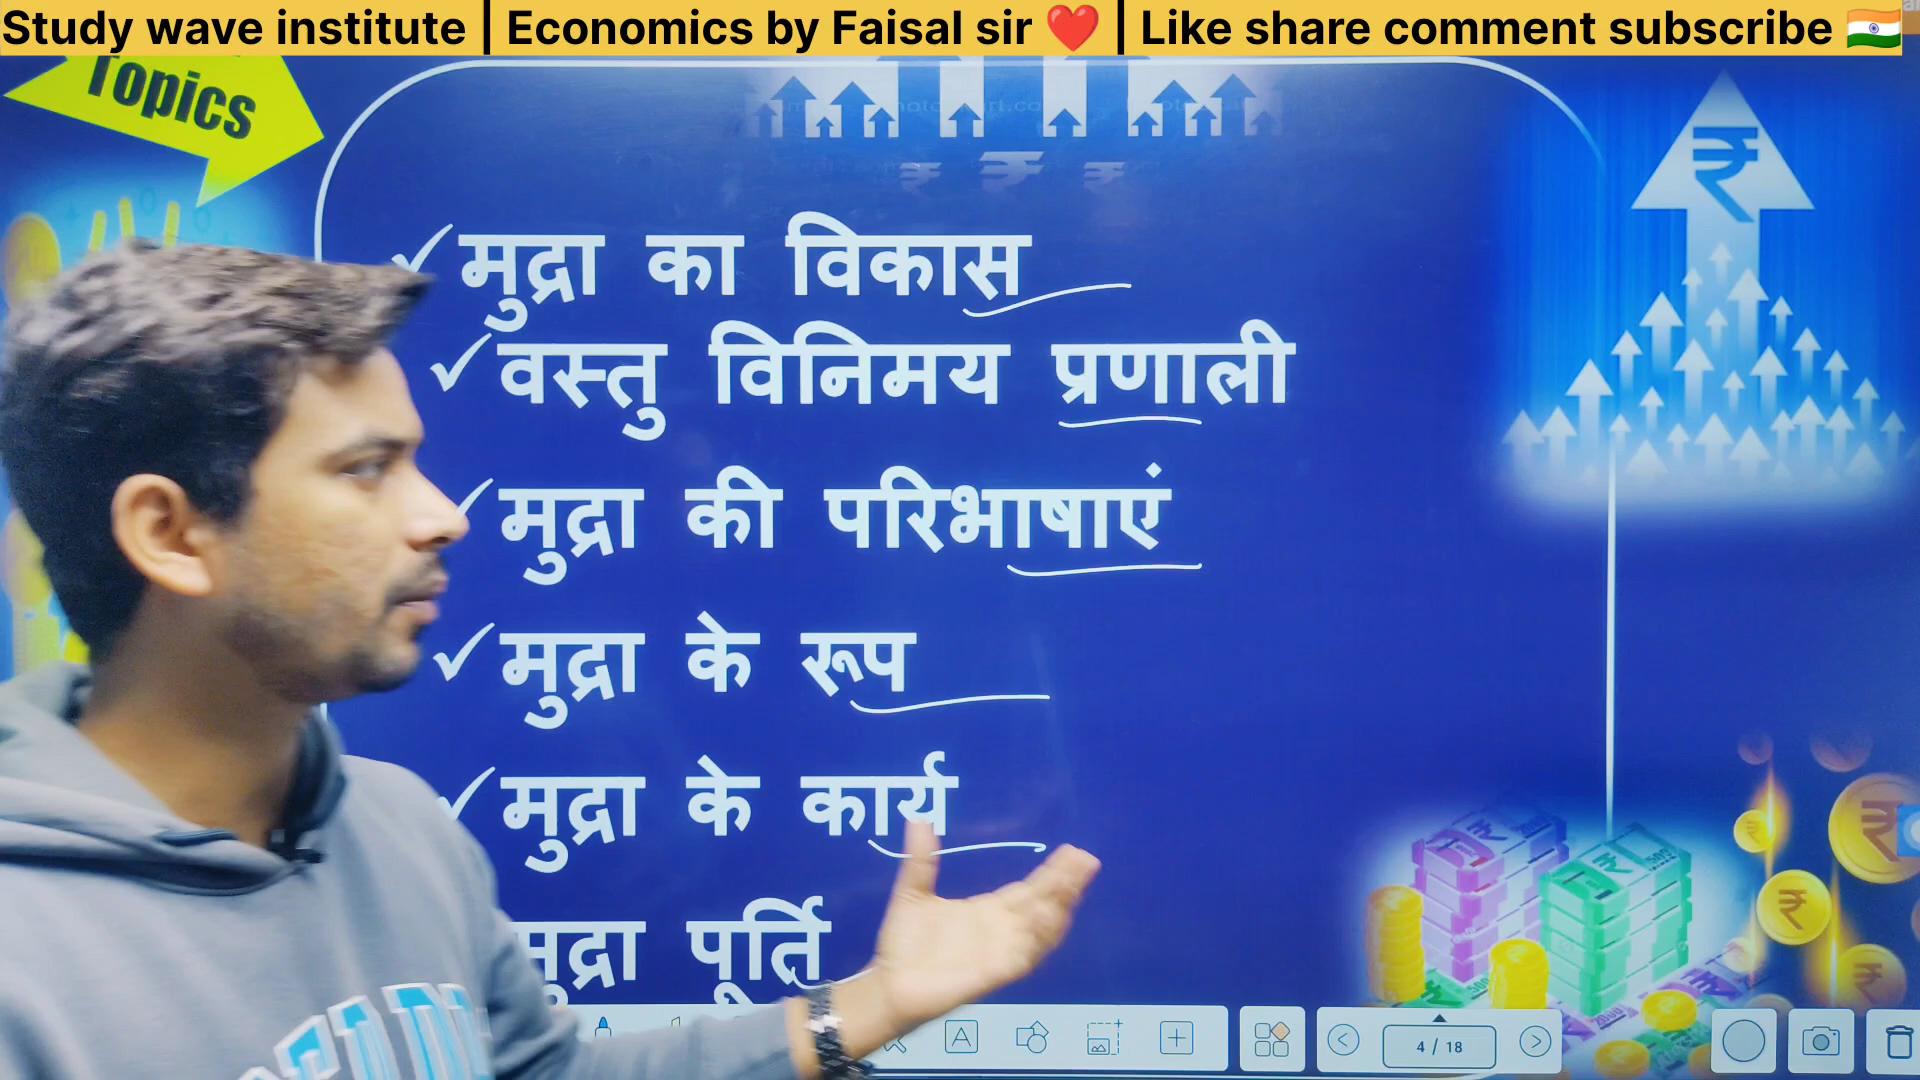 Study wave institute | Economics by Faisal sir ❤️ | Like share comment subscribe 🇮🇳
Topics
मुद्रा का विकास
वस्तु विनिमय प्रणाली
मुद्रा की परिभाषाएं
मुद्रा के रूप
मुद्रा के कार्य
मुद्रा पूर्ति
4 / 18